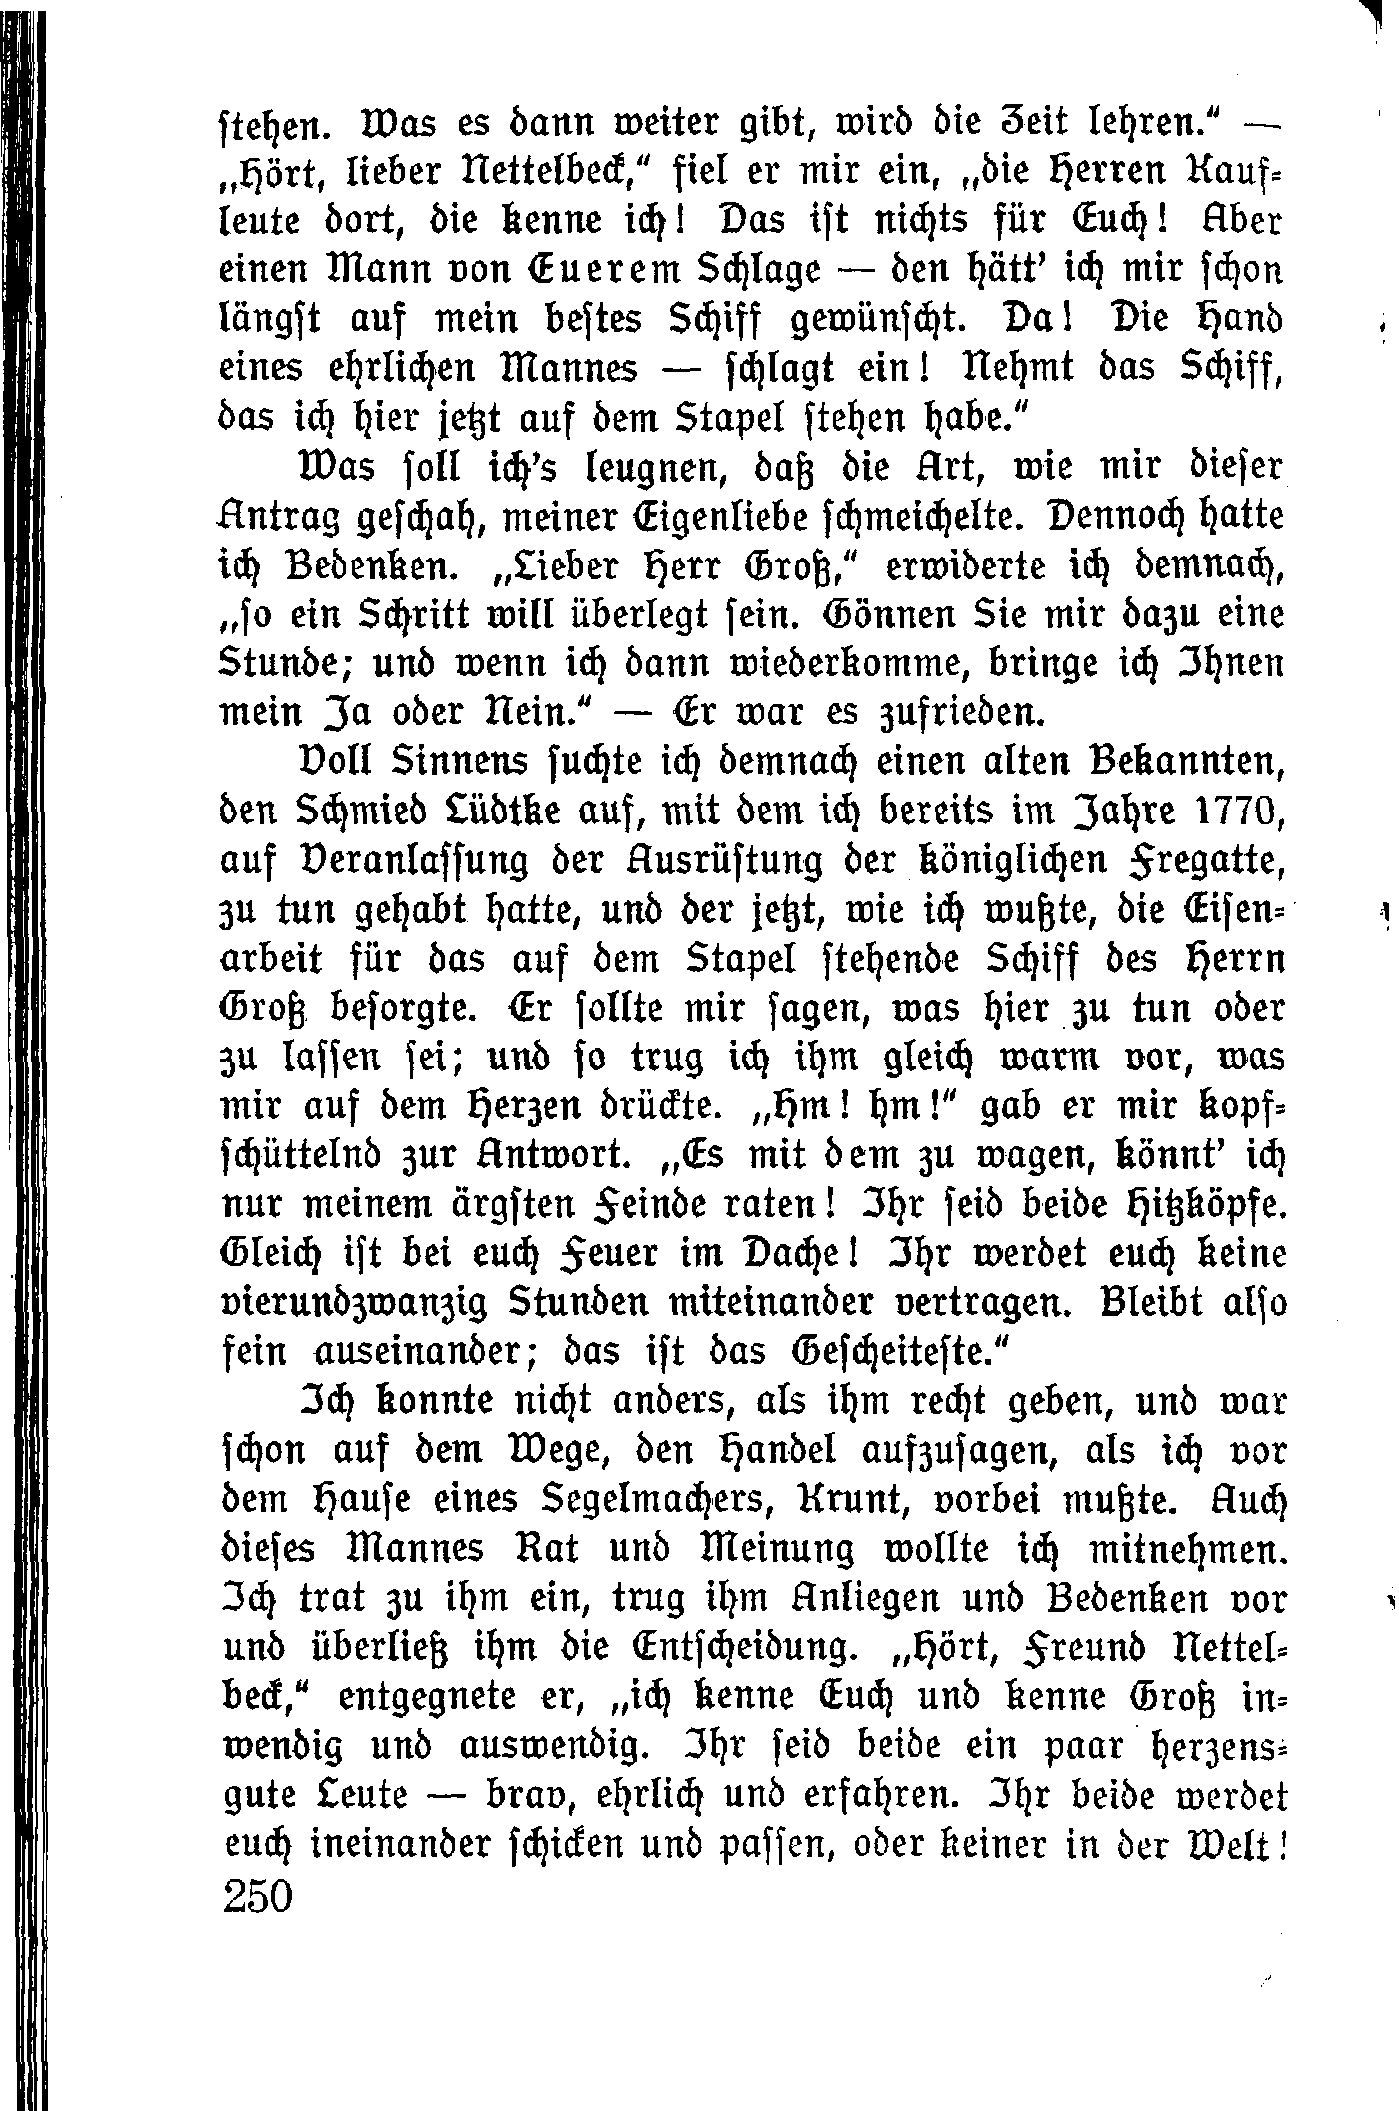 stehen. Was es dann weiter gibt, wird die Zeit lehren.“ —
„Hört, lieber Nettelbeck,“ fiel er mir ein, „die Herren Kauf-
leute dort, die kenne ich! Das ist nichts für Euch! Aber
einen Mann von Euerem Schlage — den hätt’ ich mir schon
längst auf mein bestes Schiff gewünscht. Da! Die Hand
eines ehrlichen Mannes — schlagt ein! Nehmt das Schiff,
das ich hier jetzt auf dem Stapel stehen habe.“
Was soll ich’s leugnen, daß die Art, wie mir dieser
Antrag geschah, meiner Eigenliebe schmeichelte. Dennoch hatte
ich Bedenken. „Lieber Herr Groß,“ erwiderte ich demnach,
„so ein Schritt will überlegt sein. Gönnen Sie mir dazu eine
Stunde; und wenn ich dann wiederkomme, bringe ich Ihnen
mein Ja oder Nein.“ — Er war es zufrieden.
Voll Sinnens suchte ich demnach einen alten Bekannten,
den Schmied Lüdtke auf, mit dem ich bereits im Jahre 1770,
auf Veranlassung der Ausrüstung der königlichen Fregatte,
zu tun gehabt hatte, und der jetzt, wie ich wußte, die Eisen-
arbeit für das auf dem Stapel stehende Schiff des Herrn
Groß besorgte. Er sollte mir sagen, was hier zu tun oder
zu lassen sei; und so trug ich ihm gleich warm vor, was
mir auf dem Herzen drückte. „Hm! hm!“ gab er mir kopf-
schüttelnd zur Antwort. „Es mit dem zu wagen, könnt’ ich
nur meinem ärgsten Feinde raten! Ihr seid beide Hitzköpfe.
Gleich ist bei euch Feuer im Dache! Ihr werdet euch keine
vierundzwanzig Stunden miteinander vertragen. Bleibt also
fein auseinander; das ist das Gescheiteste.“
Ich konnte nicht anders, als ihm recht geben, und war
schon auf dem Wege, den Handel aufzusagen, als ich vor
dem Hause eines Segelmachers, Krunt, vorbei mußte. Auch
dieses Mannes Rat und Meinung wollte ich mitnehmen.
Ich trat zu ihm ein, trug ihm Anliegen und Bedenken vor
und überließ ihm die Entscheidung. „Hört, Freund Nettel-
beck,“ entgegnete er, „ich kenne Euch und kenne Groß in-
wendig und auswendig. Ihr seid beide ein paar herzens-
gute Leute — brav, ehrlich und erfahren. Ihr beide werdet
euch ineinander schicken und passen, oder keiner in der Welt!
250